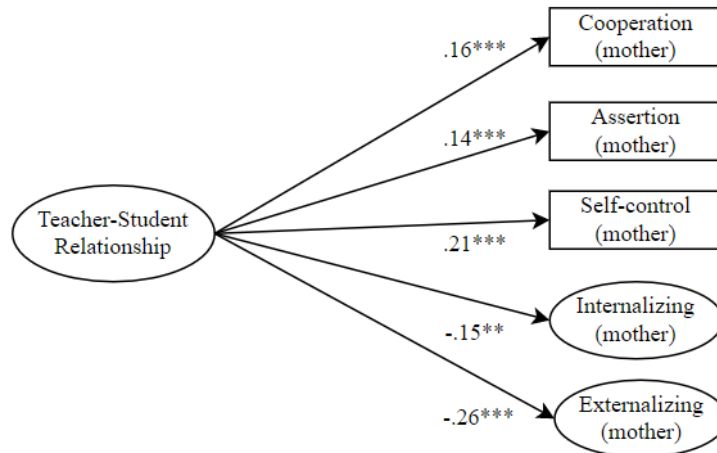 Cooperation
(mother)
.16***
Assertion
(mother)
.14***
Self-control
(mother)
Teacher-Student
Relationship
.21***
Internalizing
(mother)
-.15**
Externalizing
(mother)
-.26***